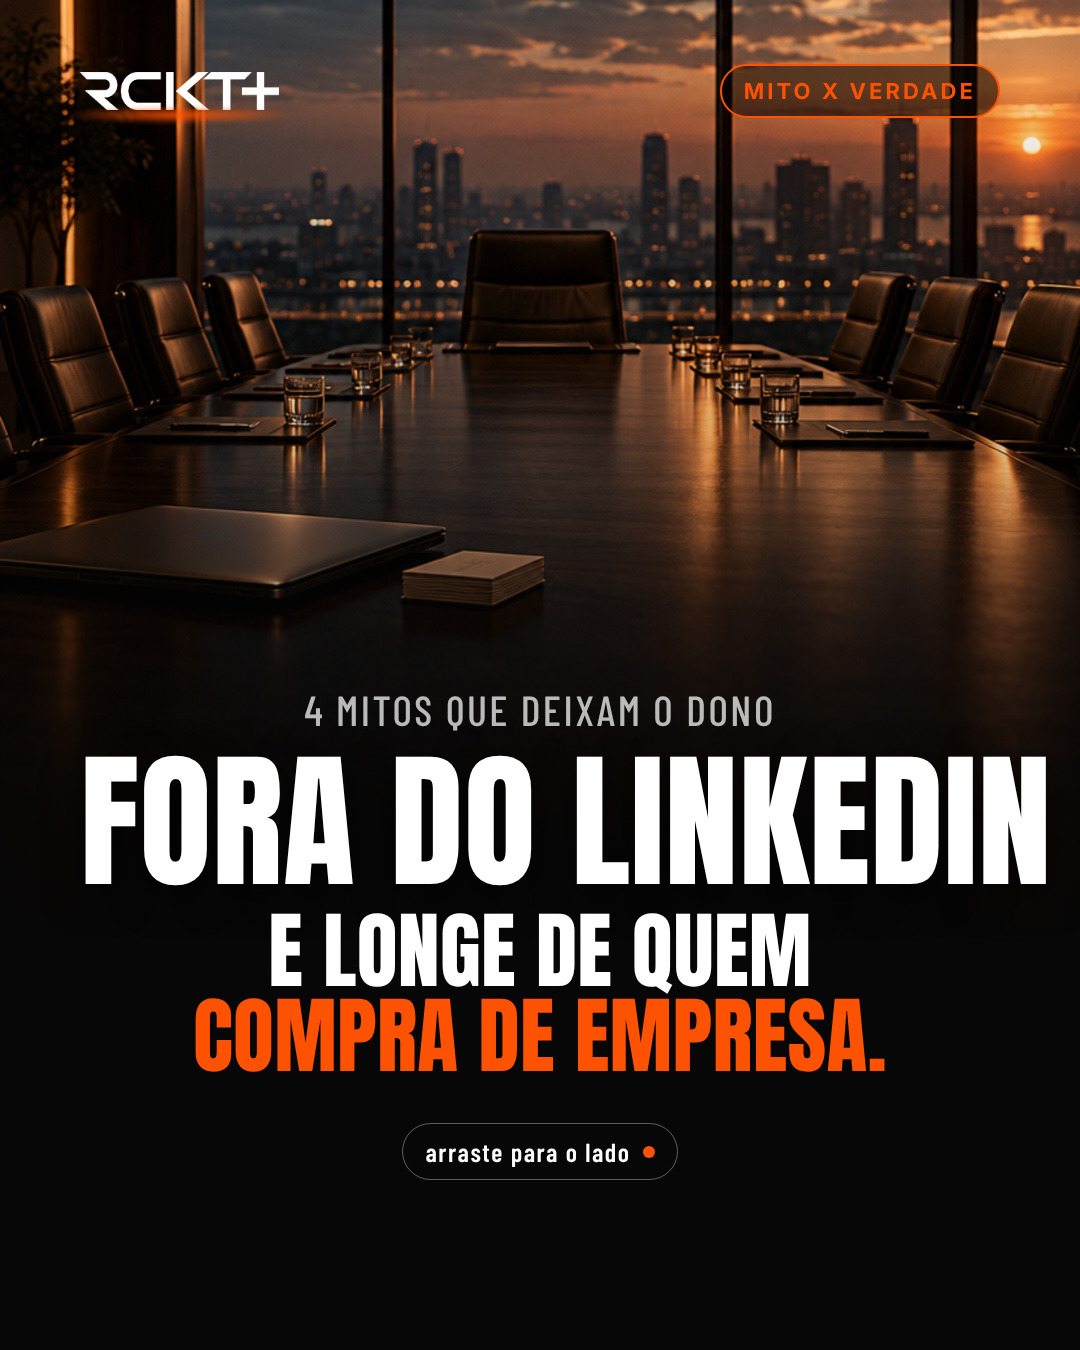 RCKT+
MITO X VERDADE
4 MITOS QUE DEIXAM O DONO
FORA DO LINKEDIN
E LONGE DE QUEM
COMPRA DE EMPRESA.
arraste para o lado